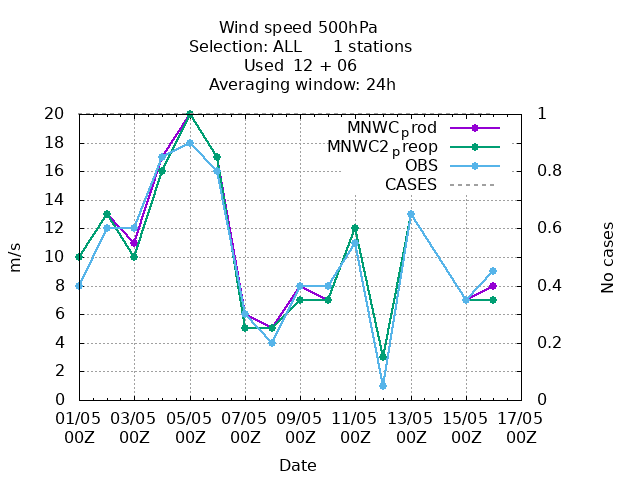 Wind speed 500hPa
Selection: ALL      1 stations
Used  12 + 06
Averaging window: 24h
MNWC_prod
MNWC2_preop
OBS
CASES
20
18
16
14
12
10
8
6
4
2
0
m/s
1
0.8
0.6
0.4
0.2
0
No cases
01/05 03/05 05/05 07/05 09/05 11/05 13/05 15/05 17/05
00Z 00Z 00Z 00Z 00Z 00Z 00Z 00Z 00Z
Date